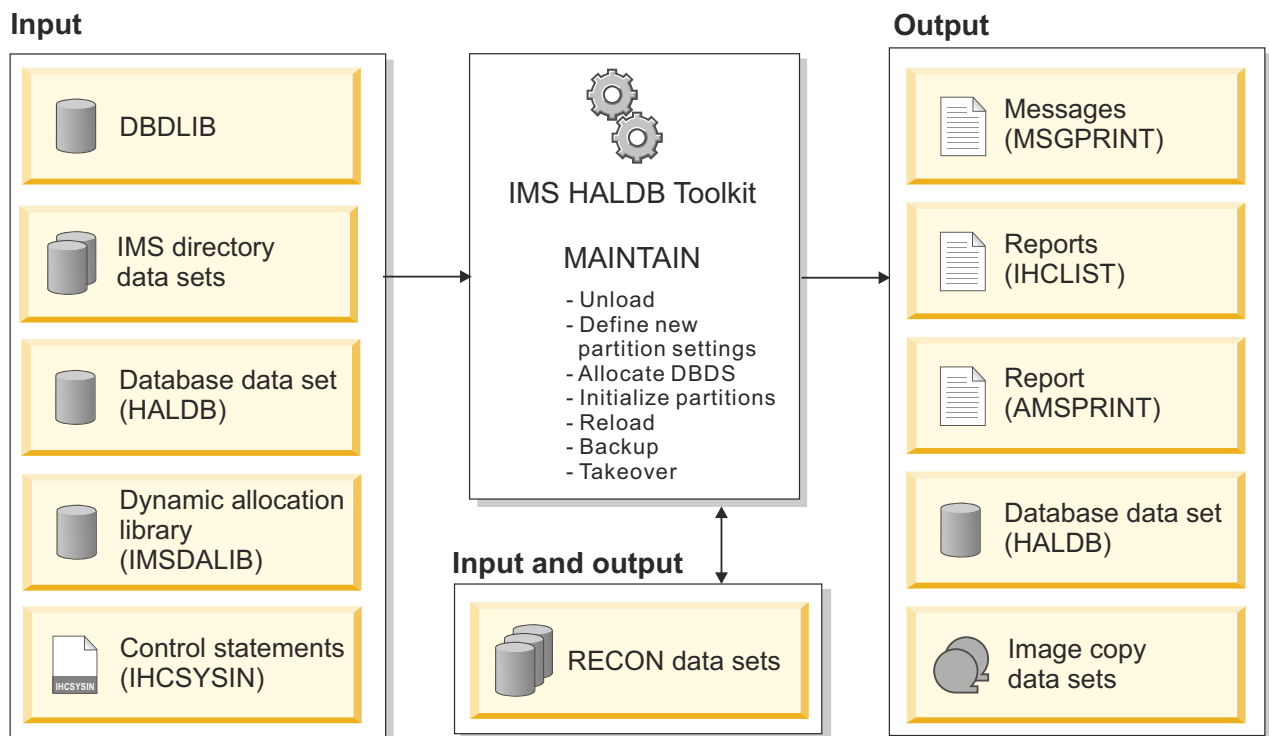 Input
DBDLIB
IMS directory
data sets
Database data set
(HALDB)
Dynamic allocation
library
(IMSDALIB)
IHCSYSIN
Control statements
(IHCSYSIN)
IMS HALDB Toolkit
MAINTAIN
- Unload
- Define new
partition settings
- Allocate DBDS
- Initialize partitions
- Reload
- Backup
- Takeover
Input and output
RECON data sets
Output
Messages
(MSGPRINT)
Reports
(IHCLIST)
Report
(AMSPRINT)
Database data set
(HALDB)
Image copy
data sets